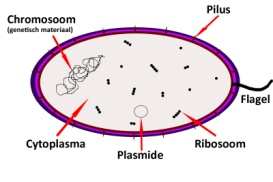 Pilus
Chromosoom
(genetisch materiaal)
Flagel
Cytoplasma
Ribosoom
Plasmide